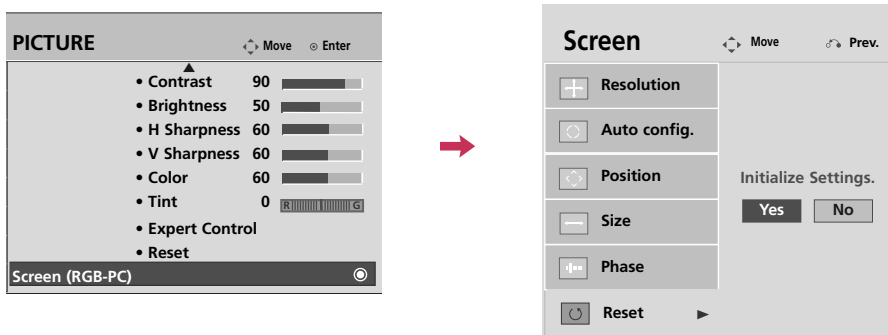 PICTURE Move Enter
• Contrast 90
• Brightness 50
• H Sharpness 60
• V Sharpness 60
• Color 60
• Tint 0 R G
• Expert Control
• Reset
Screen (RGB-PC)
Screen Move Prev.
Resolution
Auto config.
Position
Size
Phase
Reset
Initialize Settings.
Yes No